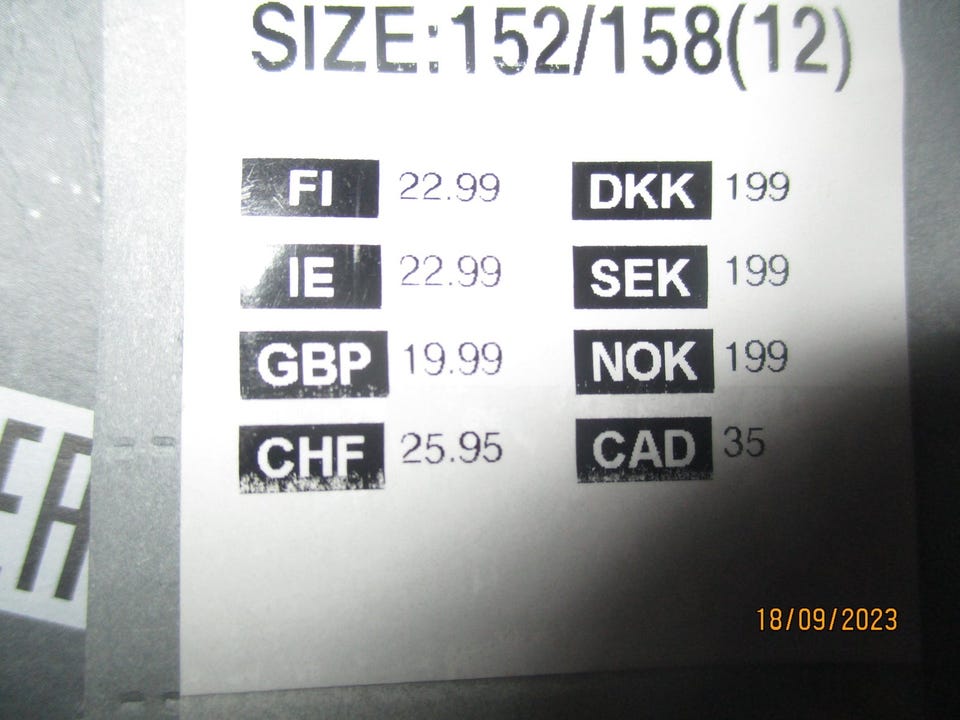 SIZE:152/158(12)
FI 22.99 DKK 199
IE 22.99 SEK 199
GBP 19.99 NOK 199
CHF 25.95 CAD 35
18/09/2023